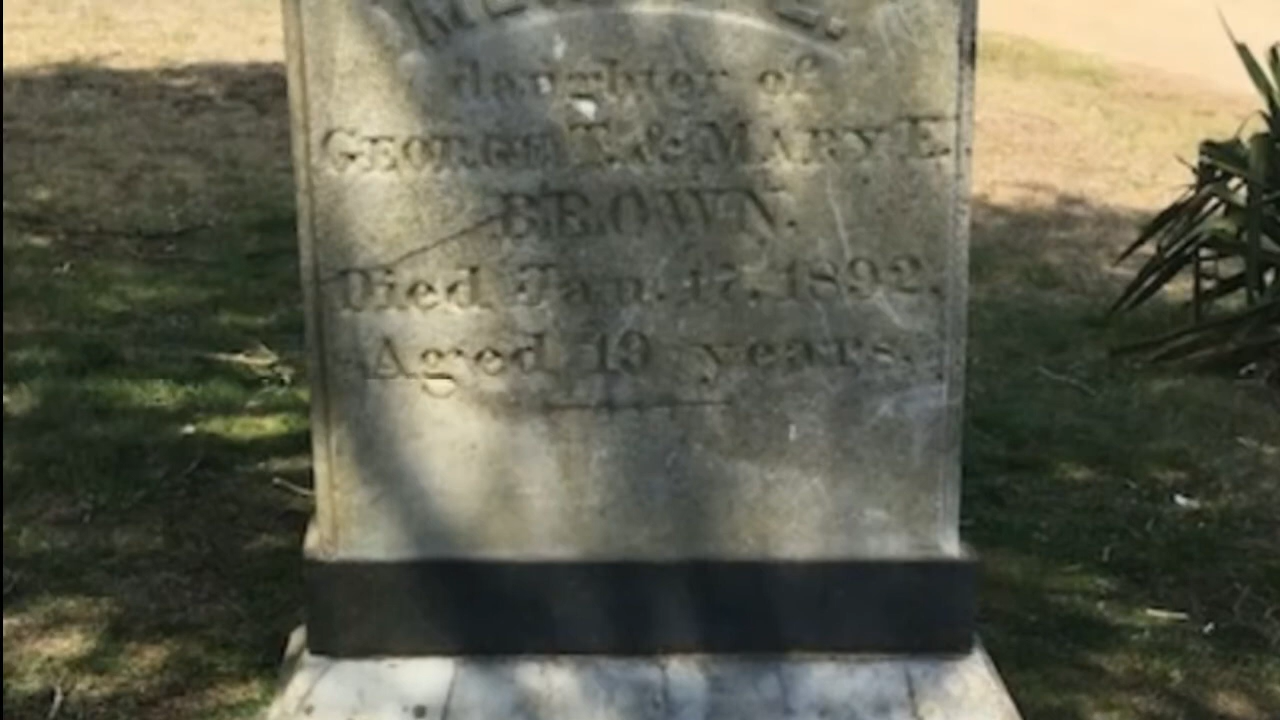 daughter of
GEORGE T. & MARY E.
BROWN.
Died Jan. 17, 1892.
Aged 19 years.